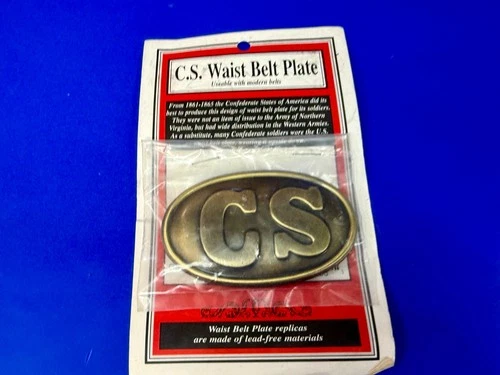 C.S. Waist Belt Plate
Useable with modern belts
From 1861-1865 the Confederate States of America did its
best to produce this design of waist belt plate for its soldiers.
They were not an item of issue to the Army of Northern
Virginia, but had wide distribution in the Western Armies.
As a substitute, many Confederate soldiers wore the U.S.
CS
Waist Belt Plate replicas
are made of lead-free materials